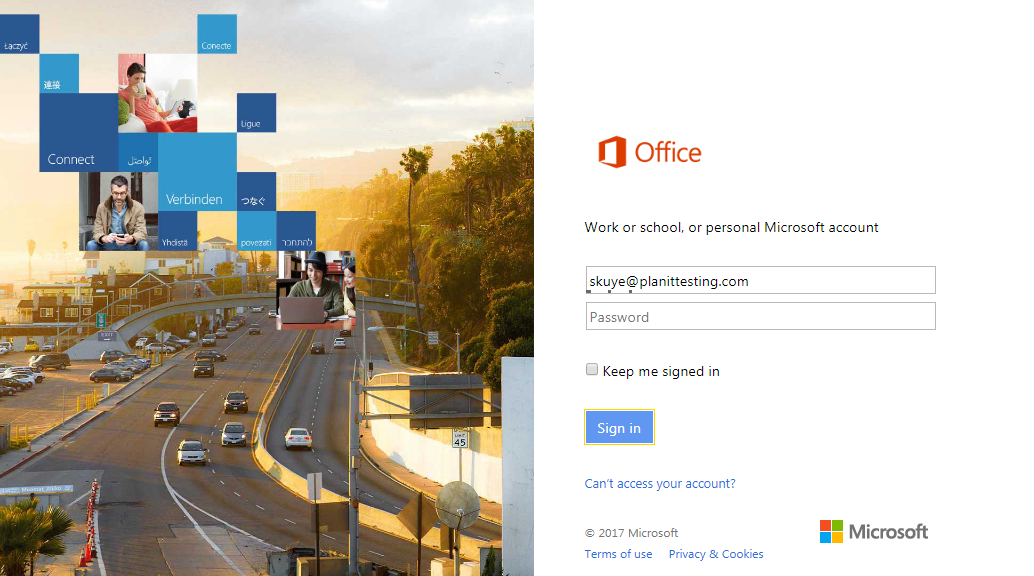 Łączyć
Conecte
連接
Ligue
Connect
تواصل
Verbinden
つなぐ
Yhdistä
povezati
להתחבר
LIMIT
45
Office
Work or school, or personal Microsoft account
skuye@planittesting.com
Password
Keep me signed in
Sign in
Can't access your account?
© 2017 Microsoft
Microsoft
Terms of use
Privacy & Cookies